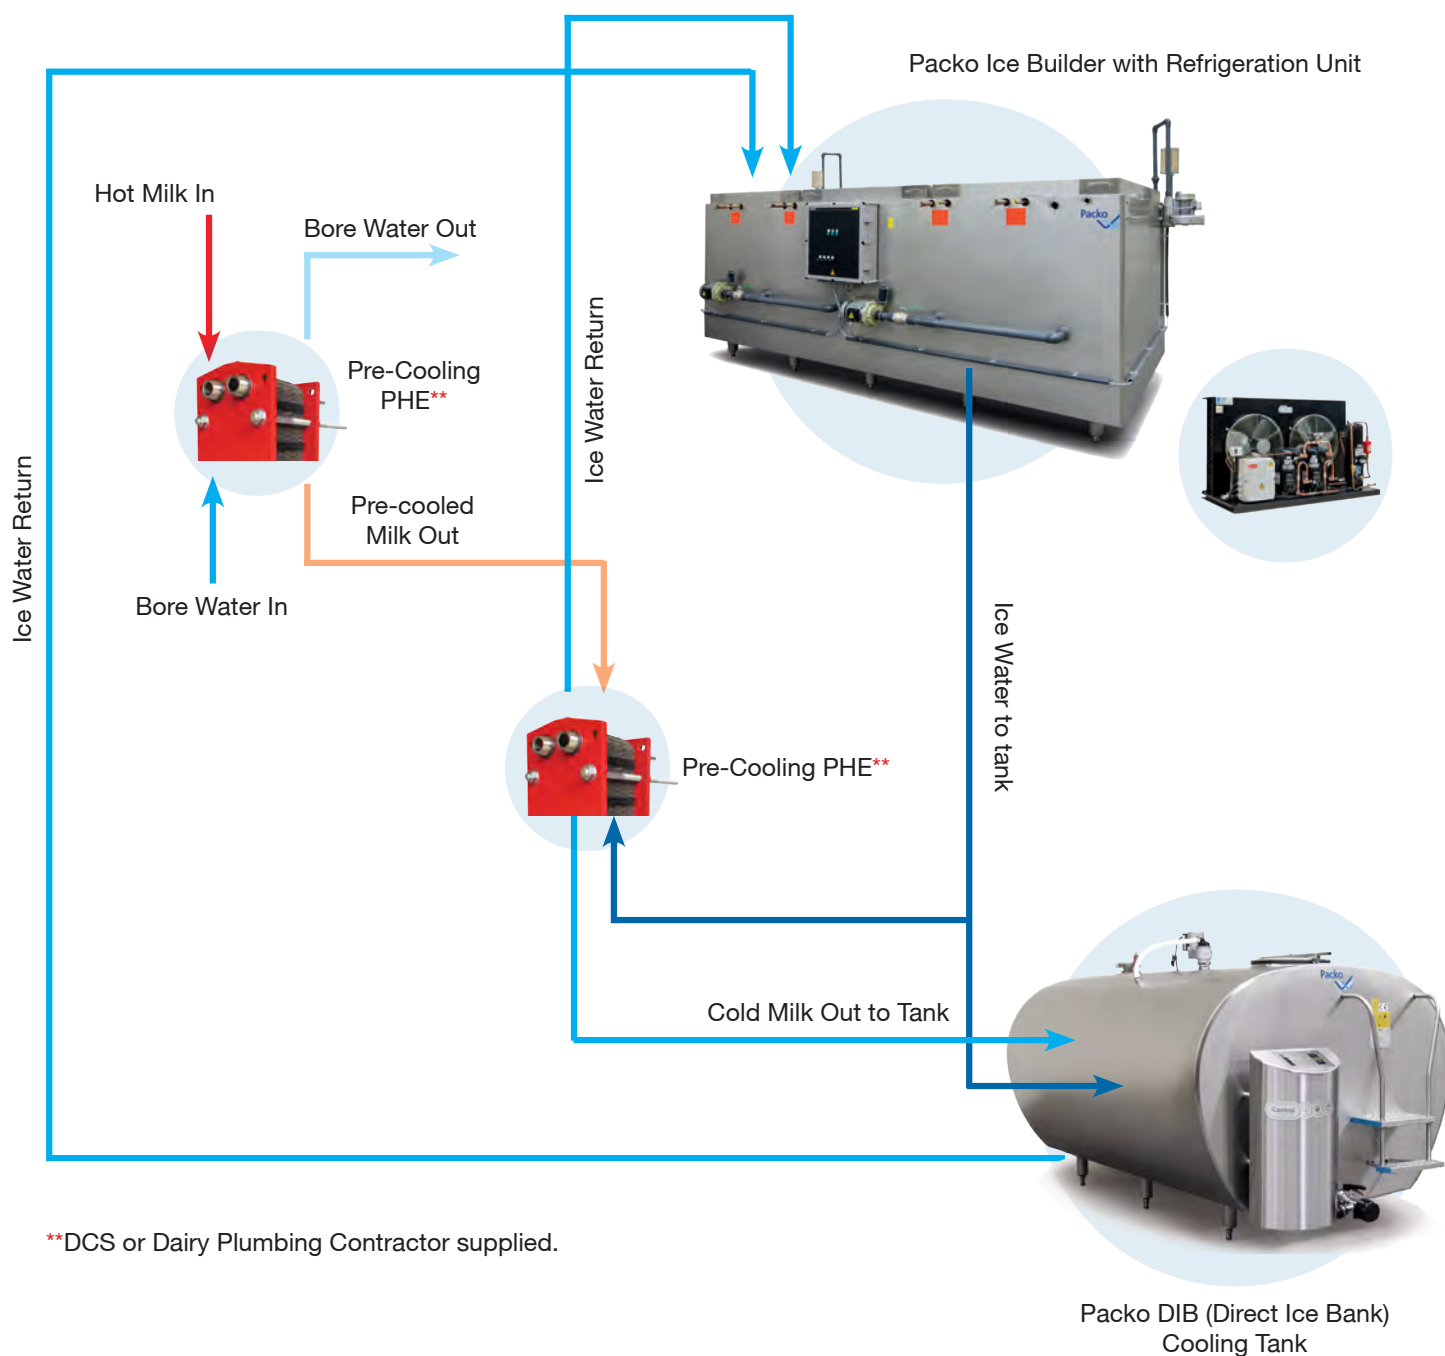 Packo Ice Builder with Refrigeration Unit
Hot Milk In
Bore Water Out
Packo
Pre-Cooling
PHE**
Ice Water Return
Ice Water Return
Pre-cooled
Milk Out
Bore Water In
Ice Water to tank
Pre-Cooling PHE**
Packo
Cold Milk Out to Tank
**DCS or Dairy Plumbing Contractor supplied.
Packo DIB (Direct Ice Bank)
Cooling Tank